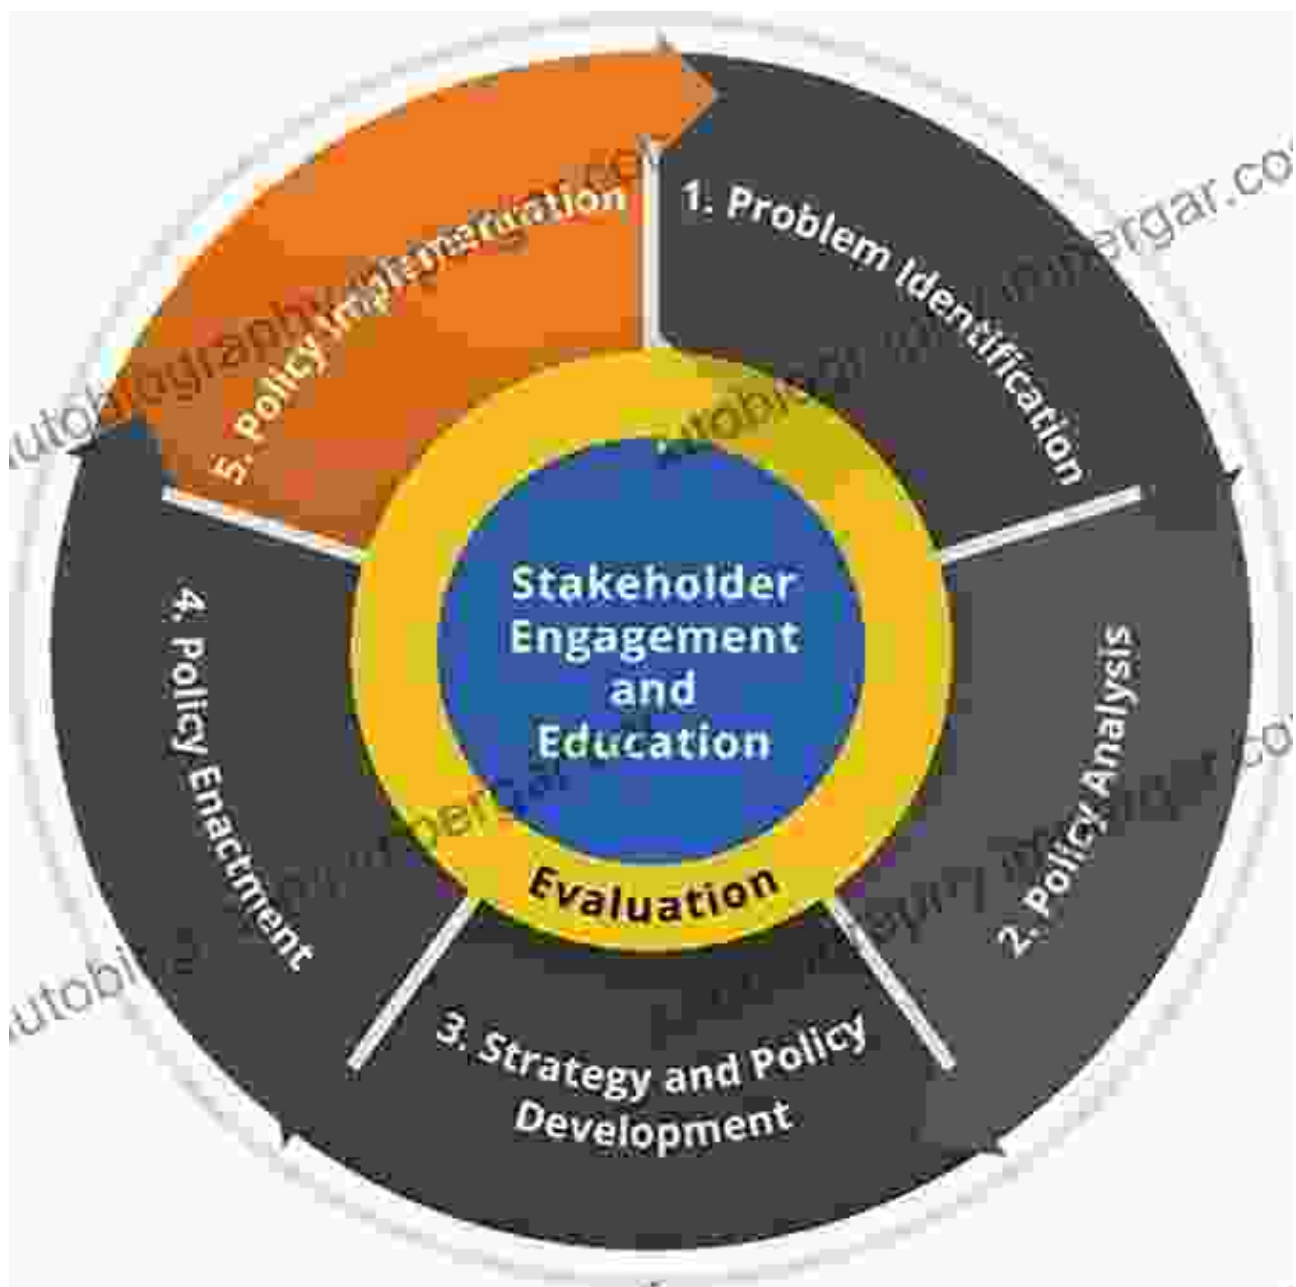 1. Problem Identification
2. Policy Analysis
3. Strategy and Policy
Development
4. Policy Enactment
5. Policy Implementation
Stakeholder
Engagement
and
Education
Evaluation